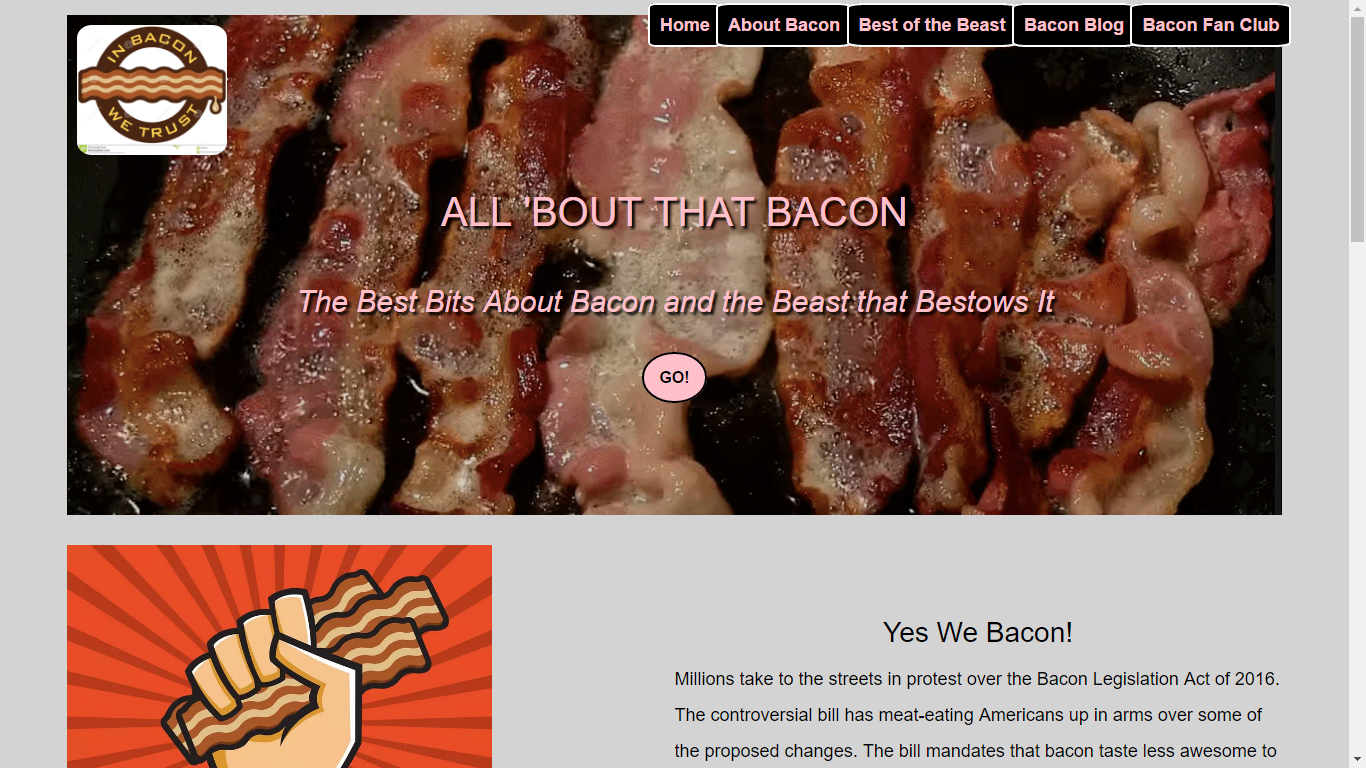 Home
About Bacon
Best of the Beast
Bacon Blog
Bacon Fan Club
IN BACON
WE TRUST
ALL 'BOUT THAT BACON
The Best Bits About Bacon and the Beast that Bestows It
GO!
Yes We Bacon!
Millions take to the streets in protest over the Bacon Legislation Act of 2016.
The controversial bill has meat-eating Americans up in arms over some of
the proposed changes. The bill mandates that bacon taste less awesome to